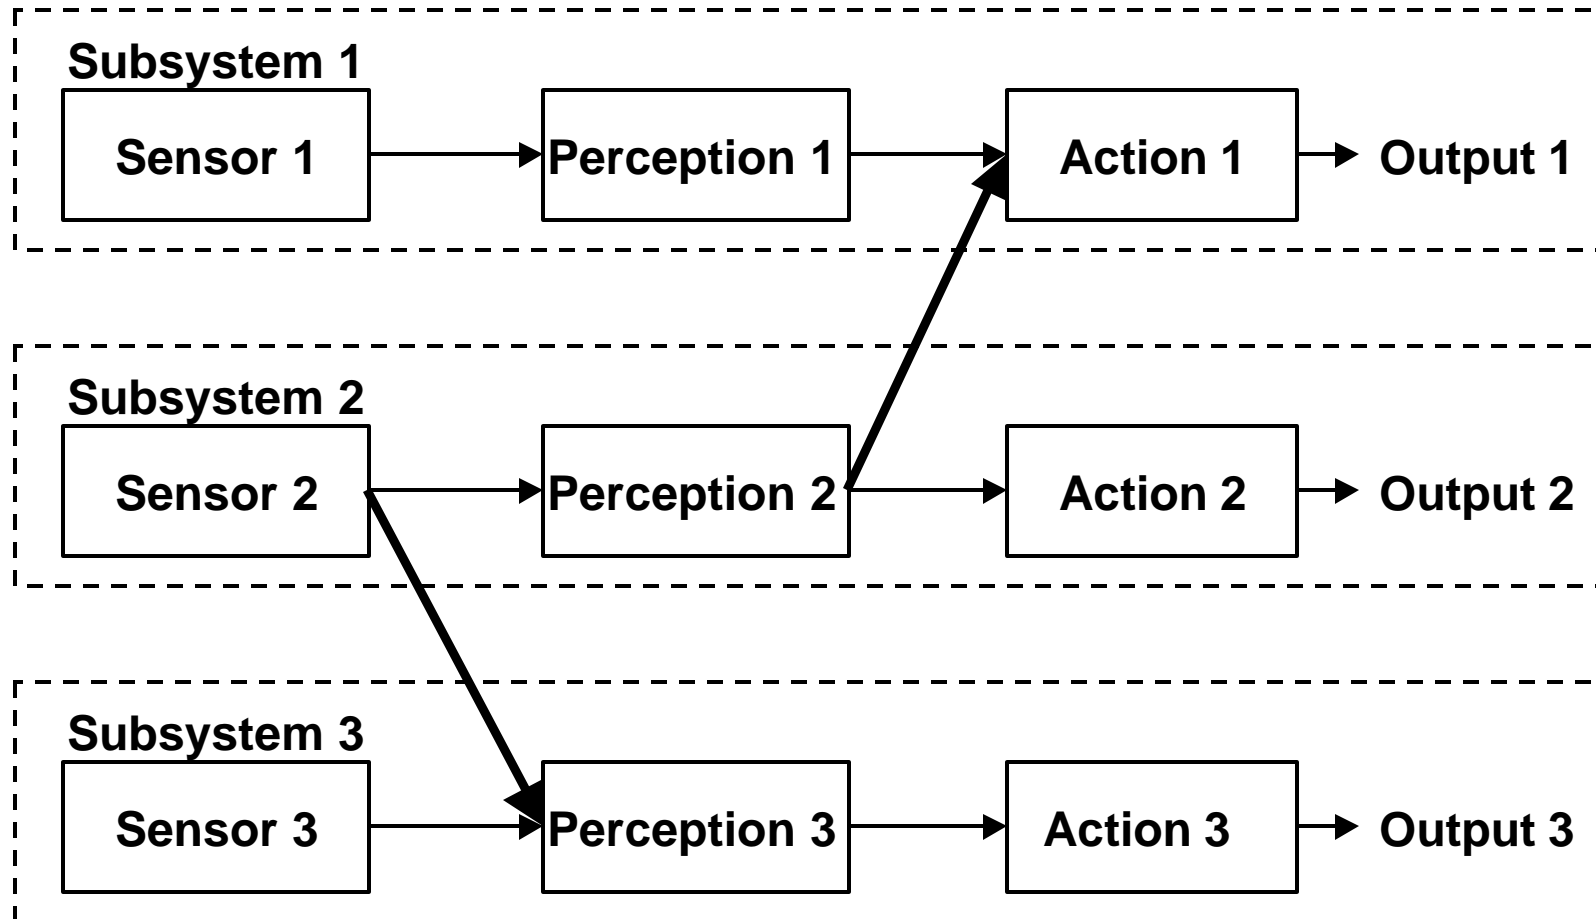 Subsystem 1
Sensor 1
Perception 1
Action 1
Output 1
Subsystem 2
Sensor 2
Perception 2
Action 2
Output 2
Subsystem 3
Sensor 3
Perception 3
Action 3
Output 3